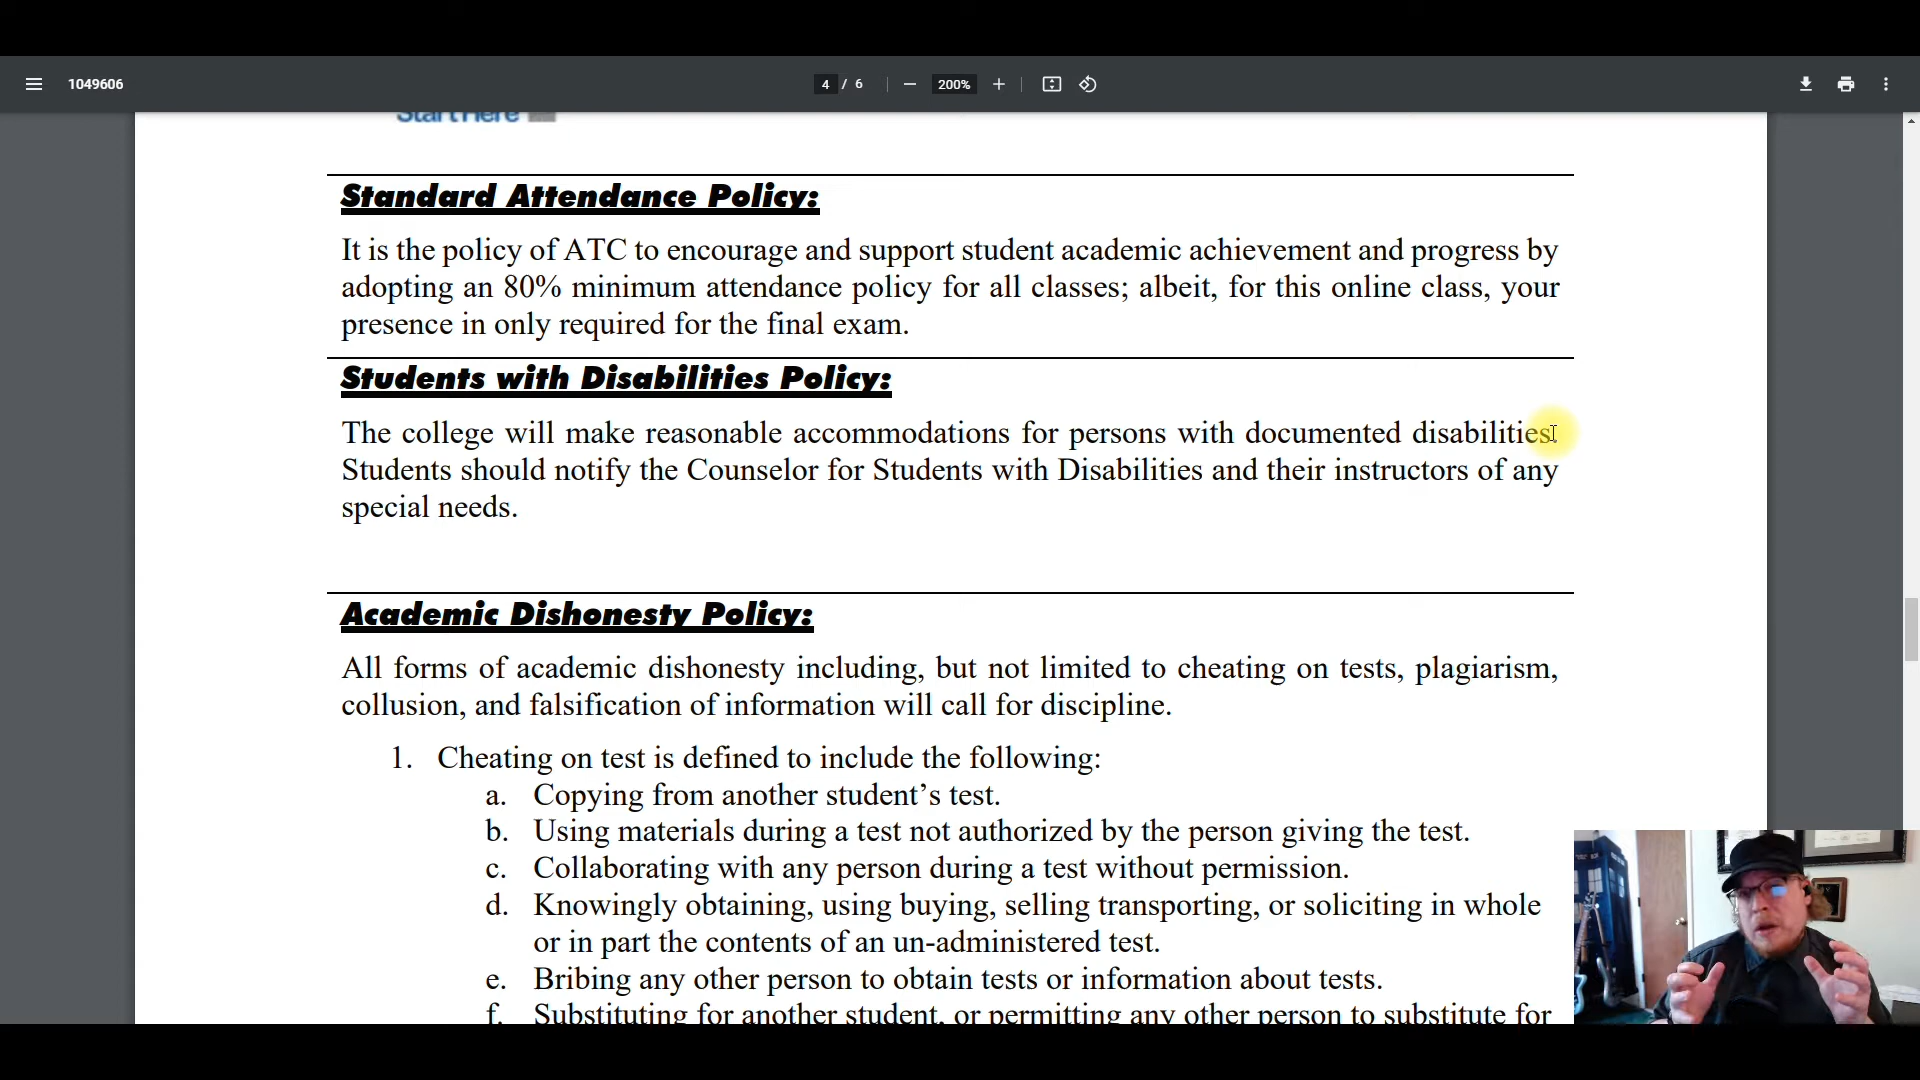 1049606
4 / 6
200%
Start Here
Standard Attendance Policy:
It is the policy of ATC to encourage and support student academic achievement and progress by
adopting an 80% minimum attendance policy for all classes; albeit, for this online class, your
presence in only required for the final exam.
Students with Disabilities Policy:
The college will make reasonable accommodations for persons with documented disabilities.
Students should notify the Counselor for Students with Disabilities and their instructors of any
special needs.
Academic Dishonesty Policy:
All forms of academic dishonesty including, but not limited to cheating on tests, plagiarism,
collusion, and falsification of information will call for discipline.
1. Cheating on test is defined to include the following:
a. Copying from another student’s test.
b. Using materials during a test not authorized by the person giving the test.
c. Collaborating with any person during a test without permission.
d. Knowingly obtaining, using buying, selling transporting, or soliciting in whole
or in part the contents of an un-administered test.
e. Bribing any other person to obtain tests or information about tests.
f. Substituting for another student, or permitting any other person to substitute for